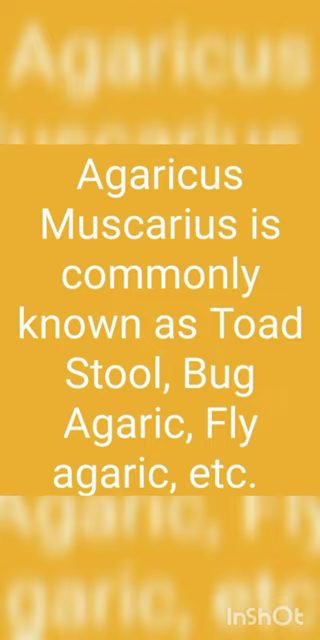 Agaricus
Muscarius is
commonly
known as Toad
Stool, Bug
Agaric, Fly
agaric, etc.
InShOt